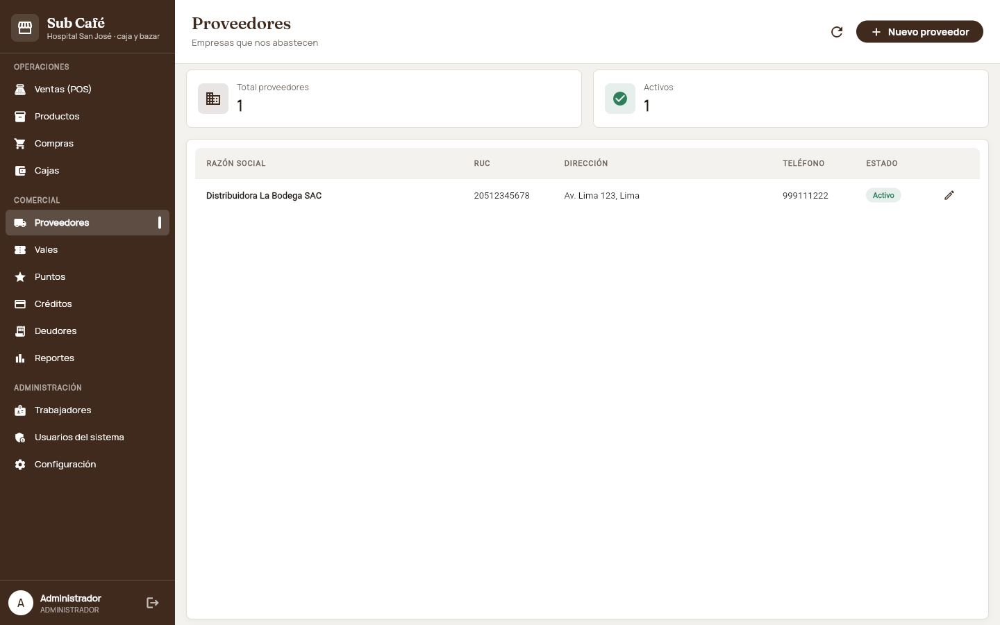 Sub Café
Hospital San José · caja y bazar
OPERACIONES
Ventas (POS)
Productos
Compras
Cajas
COMERCIAL
Proveedores
Vales
Puntos
Créditos
Deudores
Reportes
ADMINISTRACIÓN
Trabajadores
Usuarios del sistema
Configuración
A
Administrador
ADMINISTRADOR
Proveedores
Empresas que nos abastecen
Nuevo proveedor
Total proveedores
1
Activos
1
RAZÓN SOCIAL RUC DIRECCIÓN TELÉFONO ESTADO
Distribuidora La Bodega SAC 20512345678 Av. Lima 123, Lima 999111222 Activo